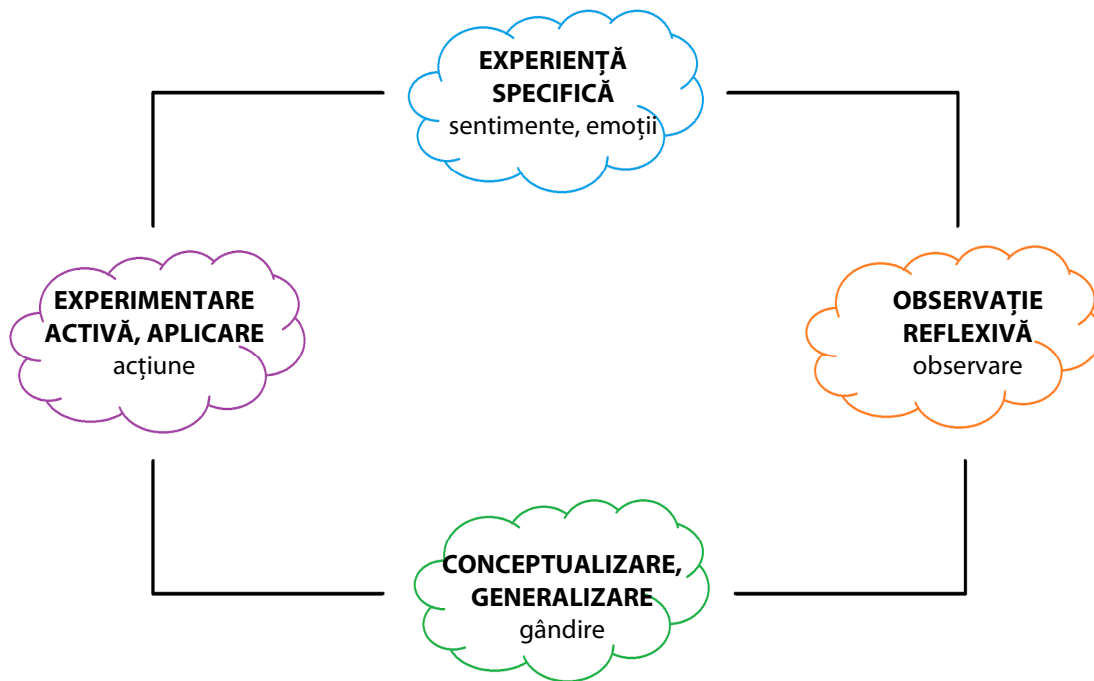 EXPERIENȚĂ
SPECIFICĂ
sentimente, emoții
EXPERIMENTARE
ACTIVĂ, APLICARE
acțiune
OBSERVAȚIE
REFLEXIVĂ
observare
CONCEPTUALIZARE,
GENERALIZARE
gândire